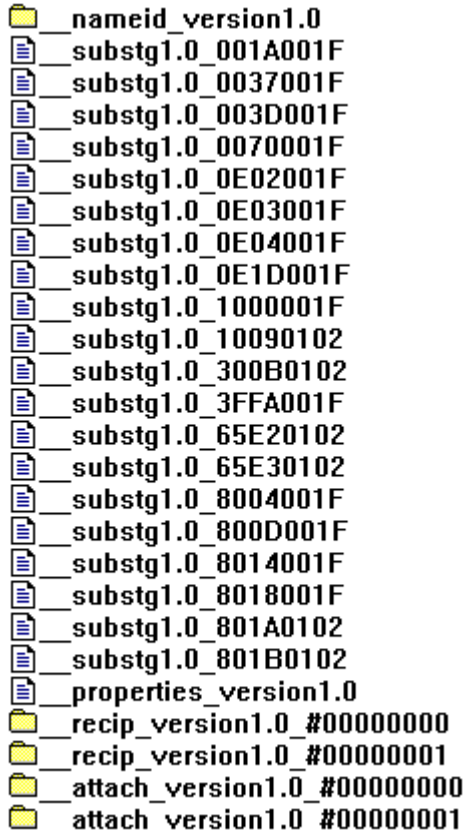 __nameid_version1.0
__substg1.0_001A001F
__substg1.0_0037001F
__substg1.0_003D001F
__substg1.0_0070001F
__substg1.0_0E02001F
__substg1.0_0E03001F
__substg1.0_0E04001F
__substg1.0_0E1D001F
__substg1.0_1000001F
__substg1.0_10090102
__substg1.0_300B0102
__substg1.0_3FFA001F
__substg1.0_65E20102
__substg1.0_65E30102
__substg1.0_8004001F
__substg1.0_800D001F
__substg1.0_8014001F
__substg1.0_8018001F
__substg1.0_801A0102
__substg1.0_801B0102
__properties_version1.0
__recip_version1.0_#00000000
__recip_version1.0_#00000001
__attach_version1.0_#00000000
__attach_version1.0_#00000001